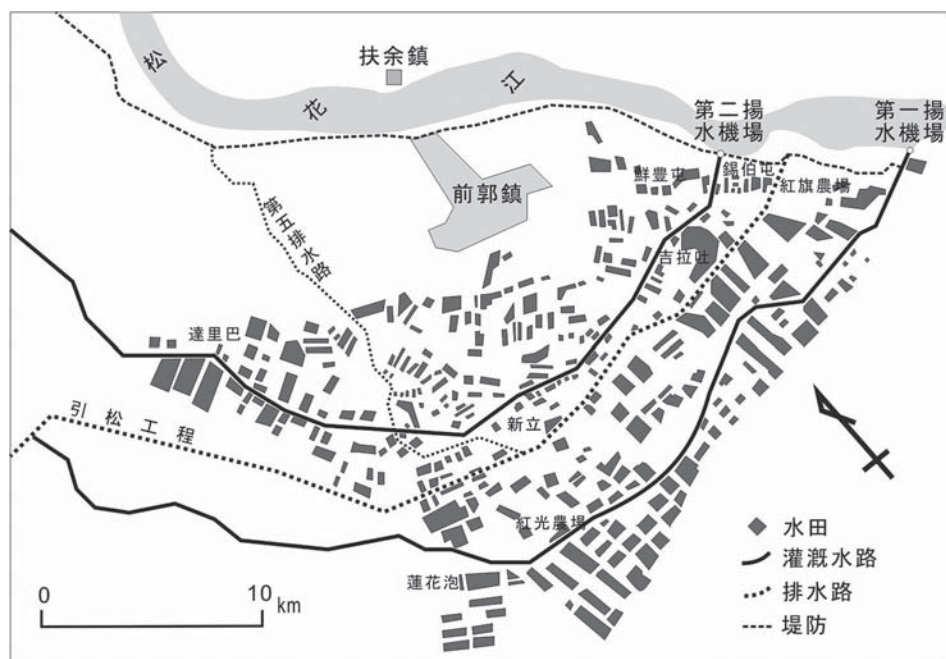 松花江
扶余鎮
第二揚
水機場
第一揚
水機場
鮮豊屯
錫伯屯
紅旗農場
前郭鎮
第五排水路
吉拉吐
達里巴
新立
引松工程
紅光農場
蓮花泡
水田
灌漑水路
排水路
堤防
0 10
km